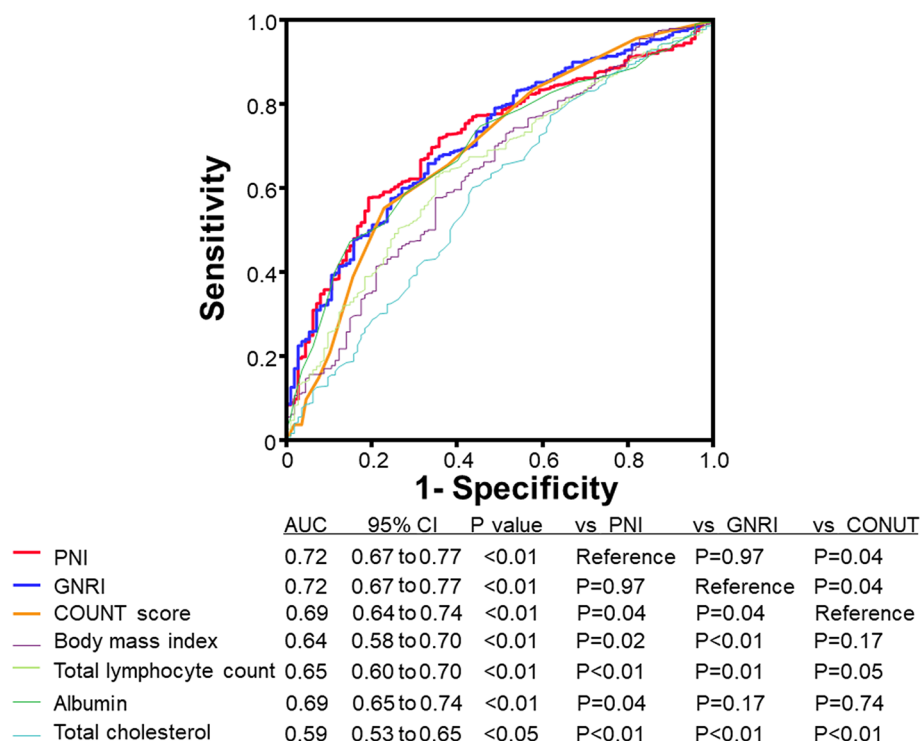 1.0
0.8
0.6
0.4
0.2
0
Sensitivity
0 0.2 0.4 0.6 0.8 1.0
1- Specificity
AUC 95% CI P value vs PNI vs GNRI vs CONUT
PNI 0.72 0.67 to 0.77 <0.01 Reference P=0.97 P=0.04
GNRI 0.72 0.67 to 0.77 <0.01 P=0.97 Reference P=0.04
COUNT score 0.69 0.64 to 0.74 <0.01 P=0.04 P=0.04 Reference
Body mass index 0.64 0.58 to 0.70 <0.01 P=0.02 P<0.01 P=0.17
Total lymphocyte count 0.65 0.60 to 0.70 <0.01 P<0.01 P=0.01 P=0.05
Albumin 0.69 0.65 to 0.74 <0.01 P=0.04 P=0.17 P=0.74
Total cholesterol 0.59 0.53 to 0.65 <0.05 P<0.01 P<0.01 P<0.01